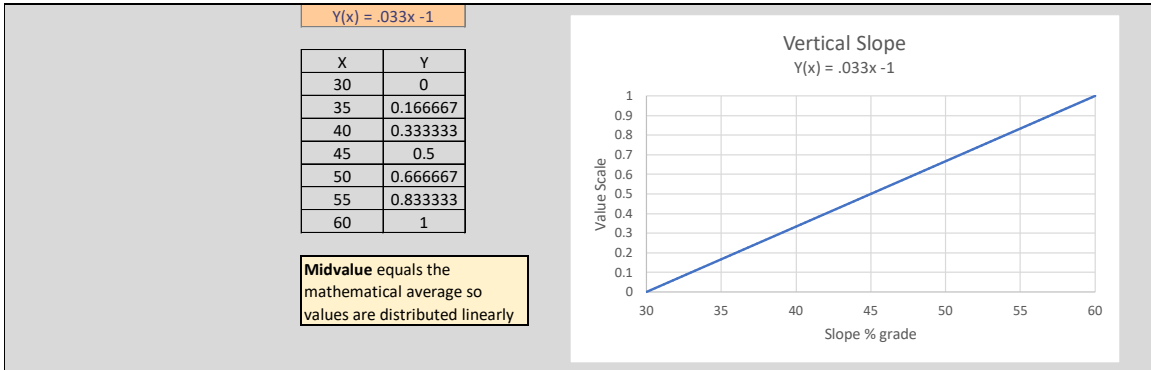 Y(x) = .033x -1
X Y
30 0
35 0.166667
40 0.333333
45 0.5
50 0.666667
55 0.833333
60 1
Midvalue equals the
mathematical average so
values are distributed linearly
Vertical Slope
Y(x) = .033x -1
Value Scale
1
0.9
0.8
0.7
0.6
0.5
0.4
0.3
0.2
0.1
0
30 35 40 45 50 55 60
Slope % grade